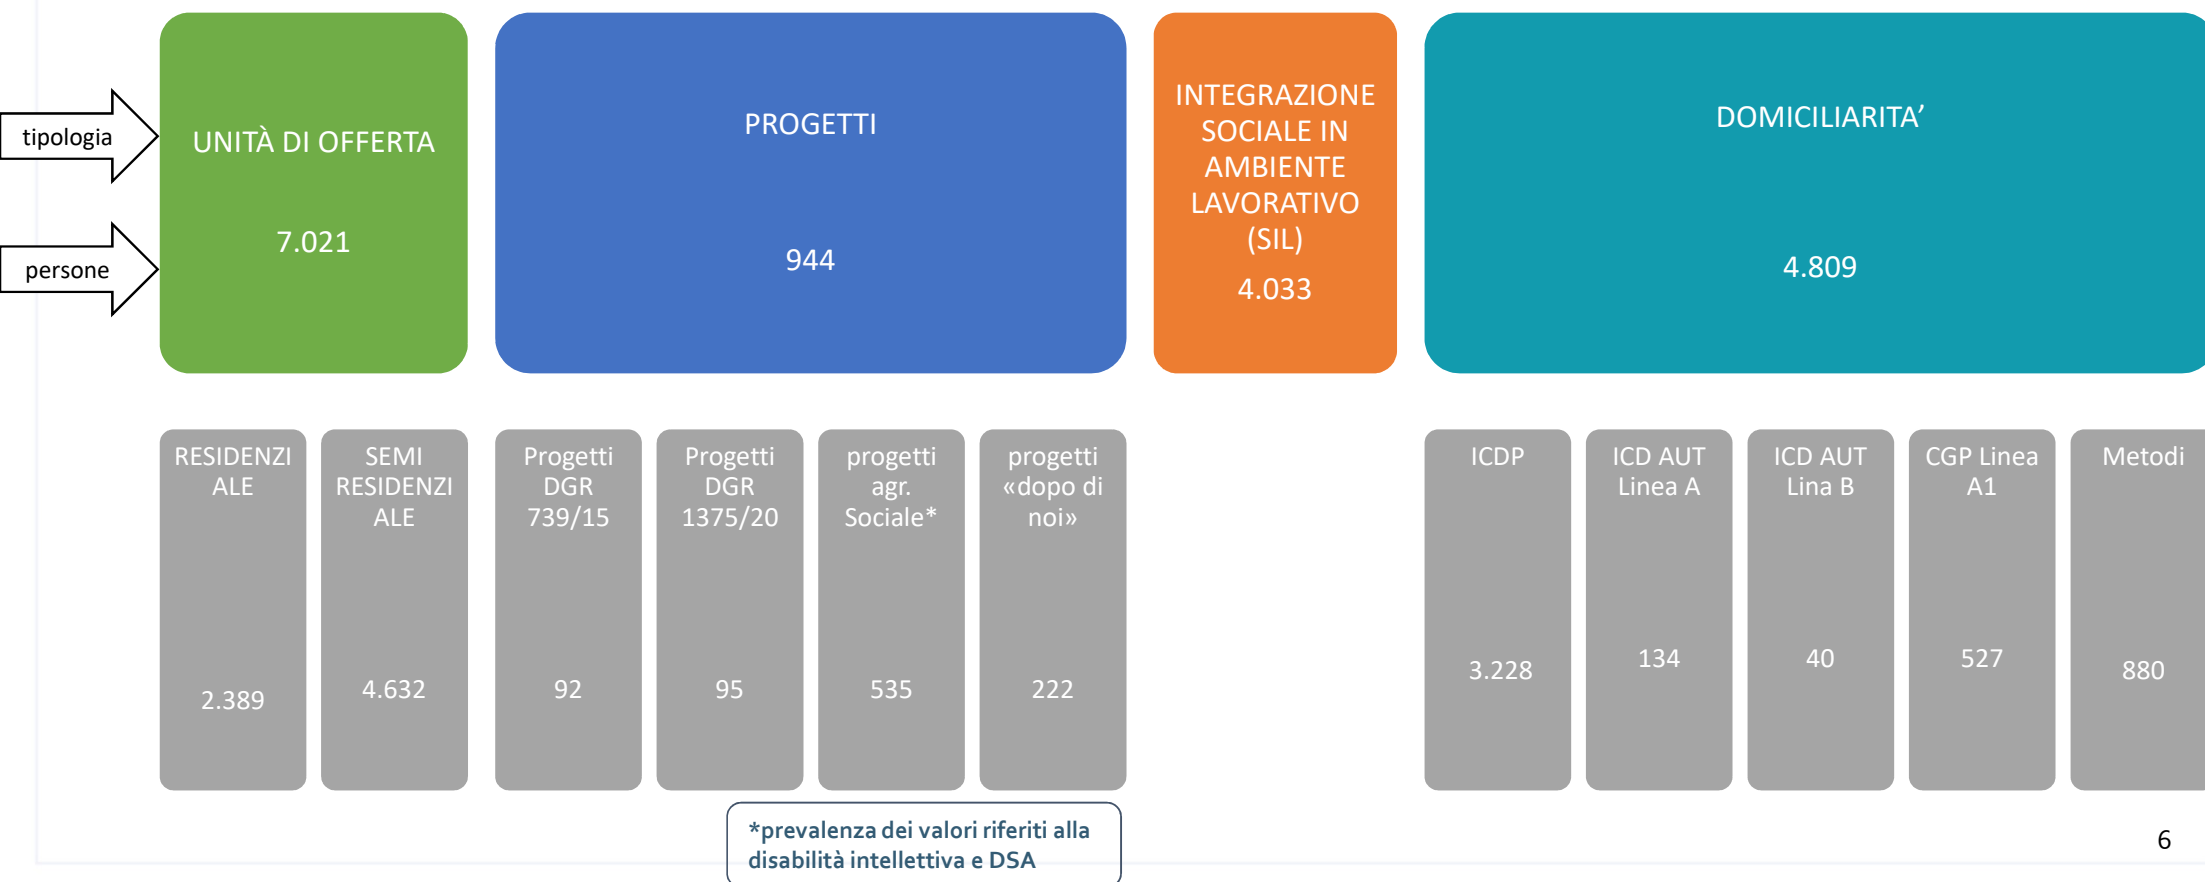 tipologia
persone
UNITÀ DI OFFERTA
7.021
PROGETTI
944
INTEGRAZIONE
SOCIALE IN
AMBIENTE
LAVORATIVO
(SIL)
4.033
DOMICILIARITA’
4.809
RESIDENZI
ALE
2.389
SEMI
RESIDENZI
ALE
4.632
Progetti
DGR
739/15
92
Progetti
DGR
1375/20
95
progetti
agr.
Sociale*
535
progetti
«dopo di
noi»
222
ICDP
3.228
ICD AUT
Linea A
134
ICD AUT
Lina B
40
CGP Linea
A1
527
Metodi
880
*prevalenza dei valori riferiti alla
disabilità intellettiva e DSA
6